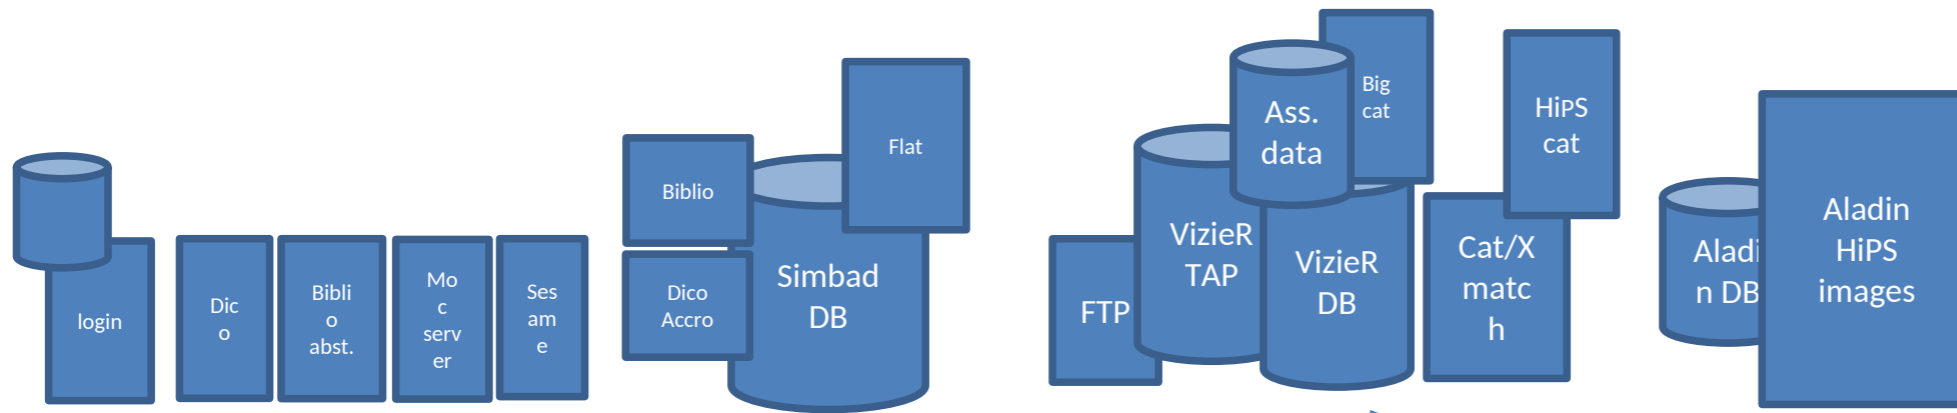 login
Dic
o
Bibli
o
abst.
Mo
c
serv
er
Ses
am
e
Biblio
Dico
Accro
Simbad
DB
Flat
FTP
VizieR
TAP
Ass.
data
VizieR
DB
Big
cat
Cat/X
matc
h
HiPS
cat
Aladi
n DB
Aladin
HiPS
images